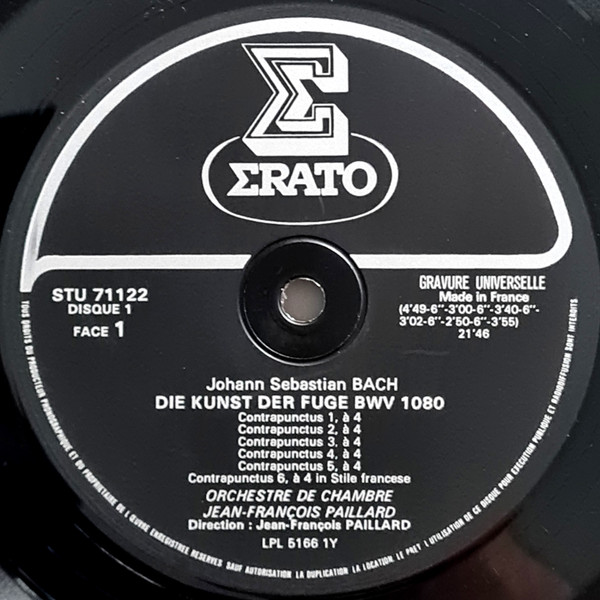 Σ
ΣRATO
STU 71122
DISQUE 1
FACE 1
GRAVURE UNIVERSELLE
Made in France
(4'49-6"-3'00-6"-3'40-6"-
3'02-6"-2'50-6"-3'55)
21'46
Johann Sebastian BACH
DIE KUNST DER FUGE BWV 1080
Contrapunctus 1, à 4
Contrapunctus 2, à 4
Contrapunctus 3, à 4
Contrapunctus 4, à 4
Contrapunctus 5, à 4
Contrapunctus 6, à 4 in Stile francese
ORCHESTRE DE CHAMBRE
JEAN-FRANÇOIS PAILLARD
Direction : Jean-François PAILLARD
LPL 5166 1Y
TOUS DROITS DU PRODUCTEUR PHONOGRAPHIQUE ET DU PROPRIETAIRE DE L'ŒUVRE ENREGISTREE RESERVES SAUF AUTORISATION LA DUPLICATION LA LOCATION, LE PRET L'UTILISATION DE CE DISQUE POUR EXECUTION PUBLIQUE ET RADIODIFFUSION SONT INTERDITS